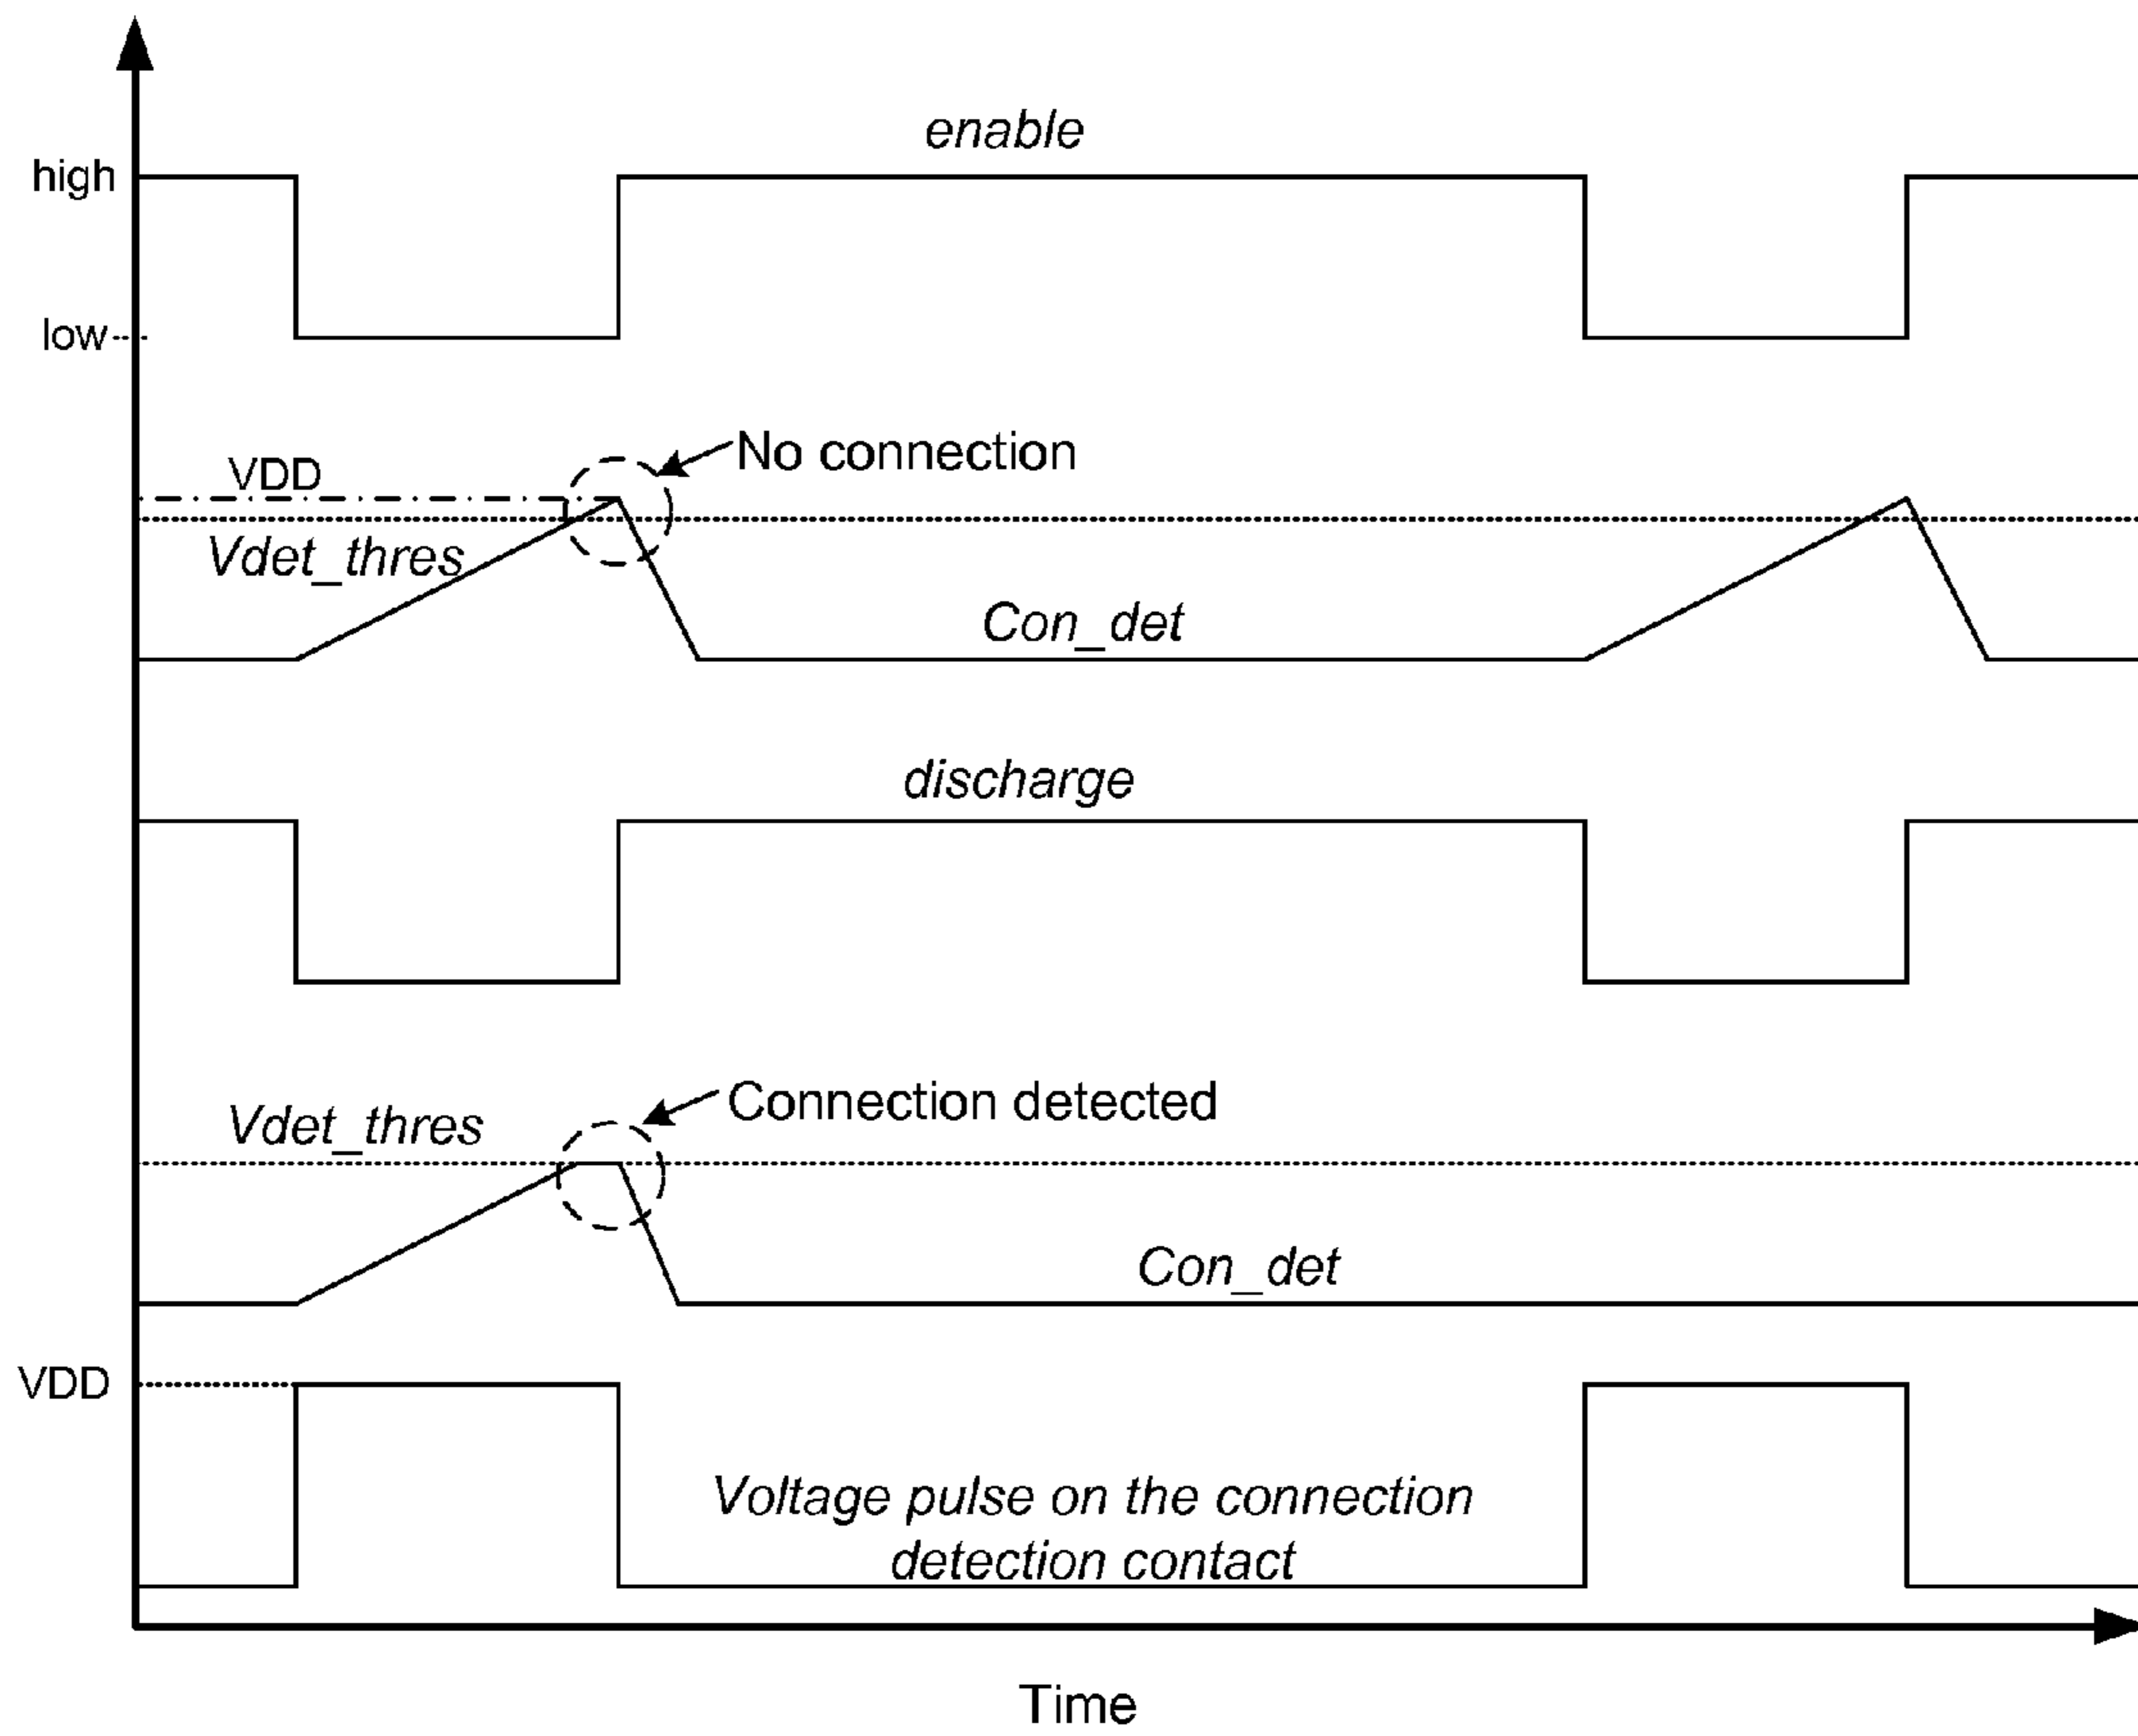 enable
high
low
No connection
VDD
Vdet_thres
Con_det
discharge
Connection detected
Vdet_thres
Con_det
VDD
Voltage pulse on the connection
detection contact
Time